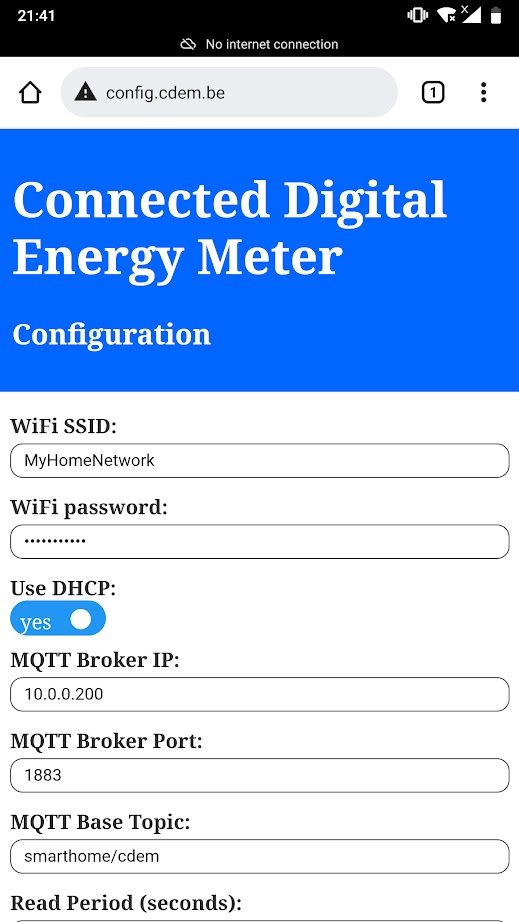 21:41
No internet connection
config.cdem.be
1
Connected Digital
Energy Meter
Configuration
WiFi SSID:
MyHomeNetwork
WiFi password:
•••••••••••
Use DHCP:
yes
MQTT Broker IP:
10.0.0.200
MQTT Broker Port:
1883
MQTT Base Topic:
smarthome/cdem
Read Period (seconds):